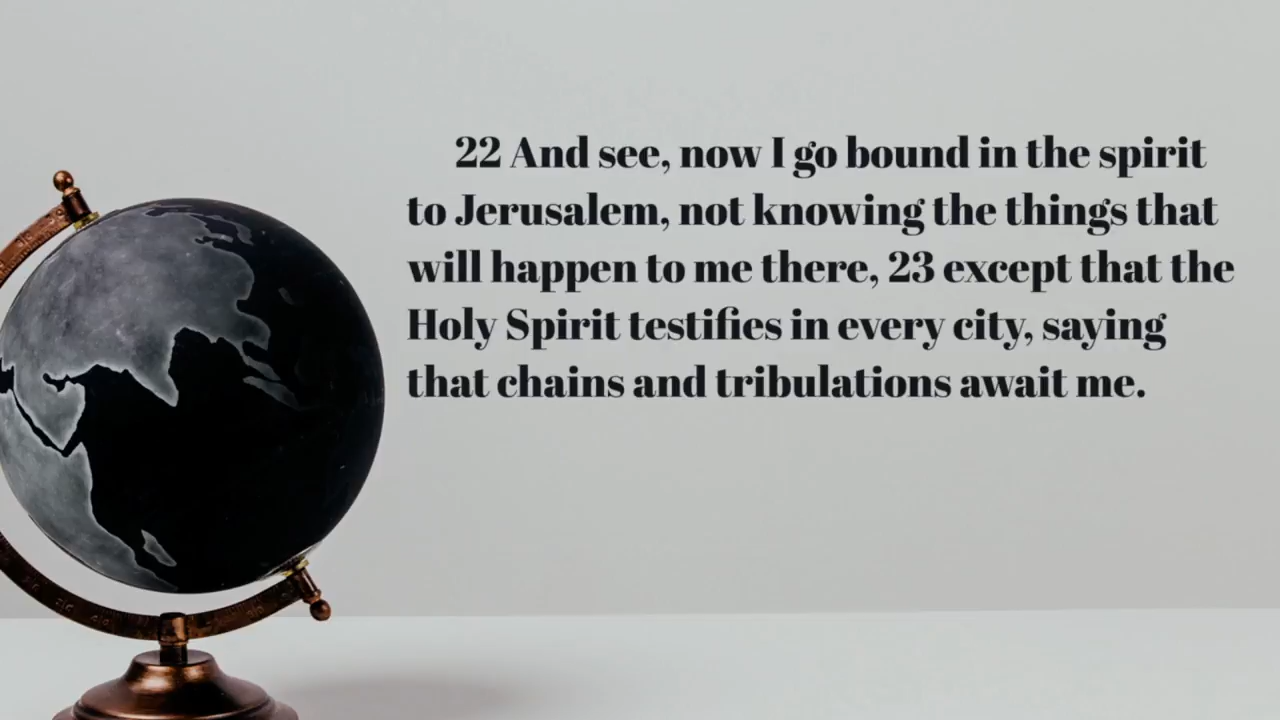 22 And see, now I go bound in the spirit
to Jerusalem, not knowing the things that
will happen to me there, 23 except that the
Holy Spirit testifies in every city, saying
that chains and tribulations await me.